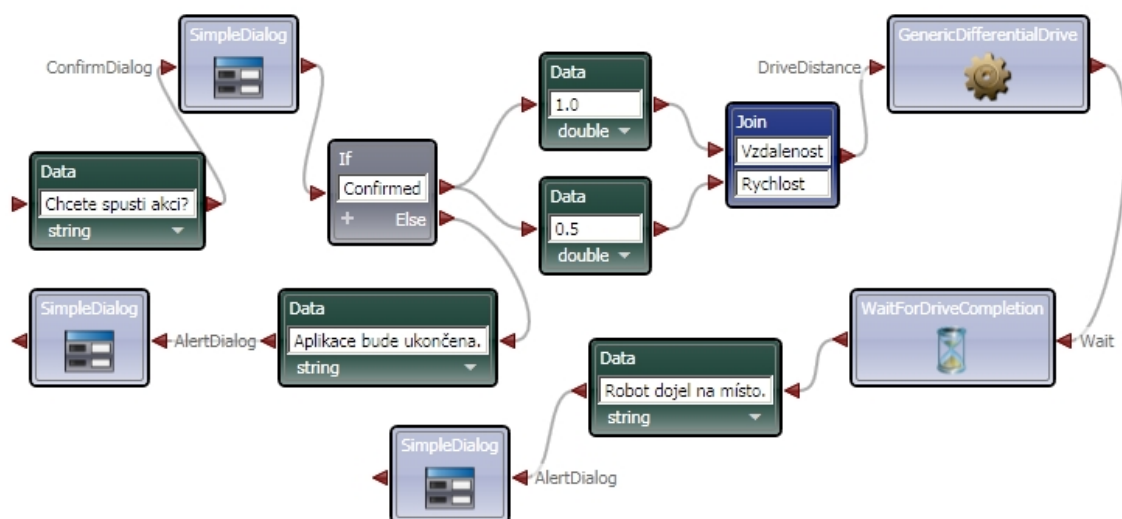 SimpleDialog
ConfirmDialog
Data
Chcete spusti akci?
string
If
Confirmed
+ Else
Data
1.0
double
Data
0.5
double
Join
Vzdalenost
Rychlost
DriveDistance
GenericDifferentialDrive
SimpleDialog
AlertDialog
Data
Aplikace bude ukončena.
string
WaitForDriveCompletion
Wait
Data
Robot dojel na místo.
string
SimpleDialog
AlertDialog